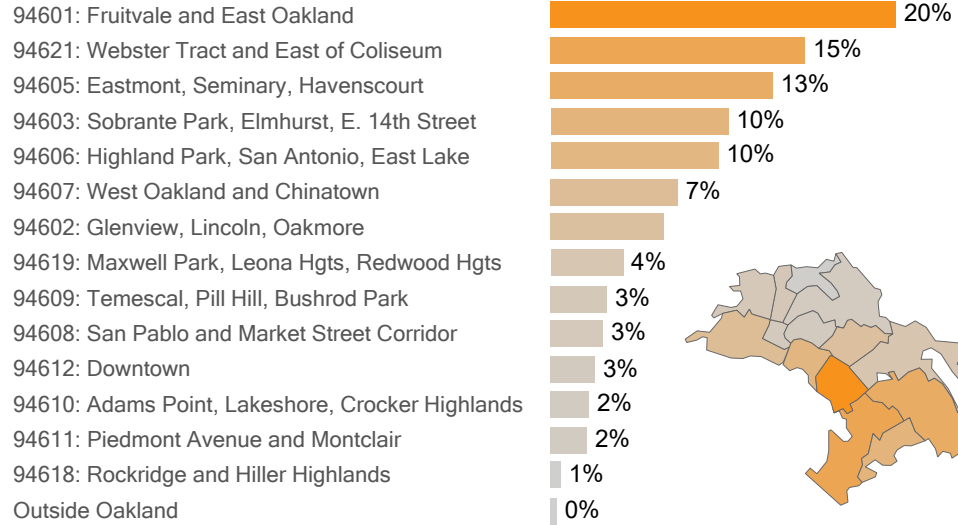 94601: Fruitvale and East Oakland 20%
94621: Webster Tract and East of Coliseum 15%
94605: Eastmont, Seminary, Havenscourt 13%
94603: Sobrante Park, Elmhurst, E. 14th Street 10%
94606: Highland Park, San Antonio, East Lake 10%
94607: West Oakland and Chinatown 7%
94602: Glenview, Lincoln, Oakmore
94619: Maxwell Park, Leona Hgts, Redwood Hgts 4%
94609: Temescal, Pill Hill, Bushrod Park 3%
94608: San Pablo and Market Street Corridor 3%
94612: Downtown 3%
94610: Adams Point, Lakeshore, Crocker Highlands 2%
94611: Piedmont Avenue and Montclair 2%
94618: Rockridge and Hiller Highlands 1%
Outside Oakland 0%